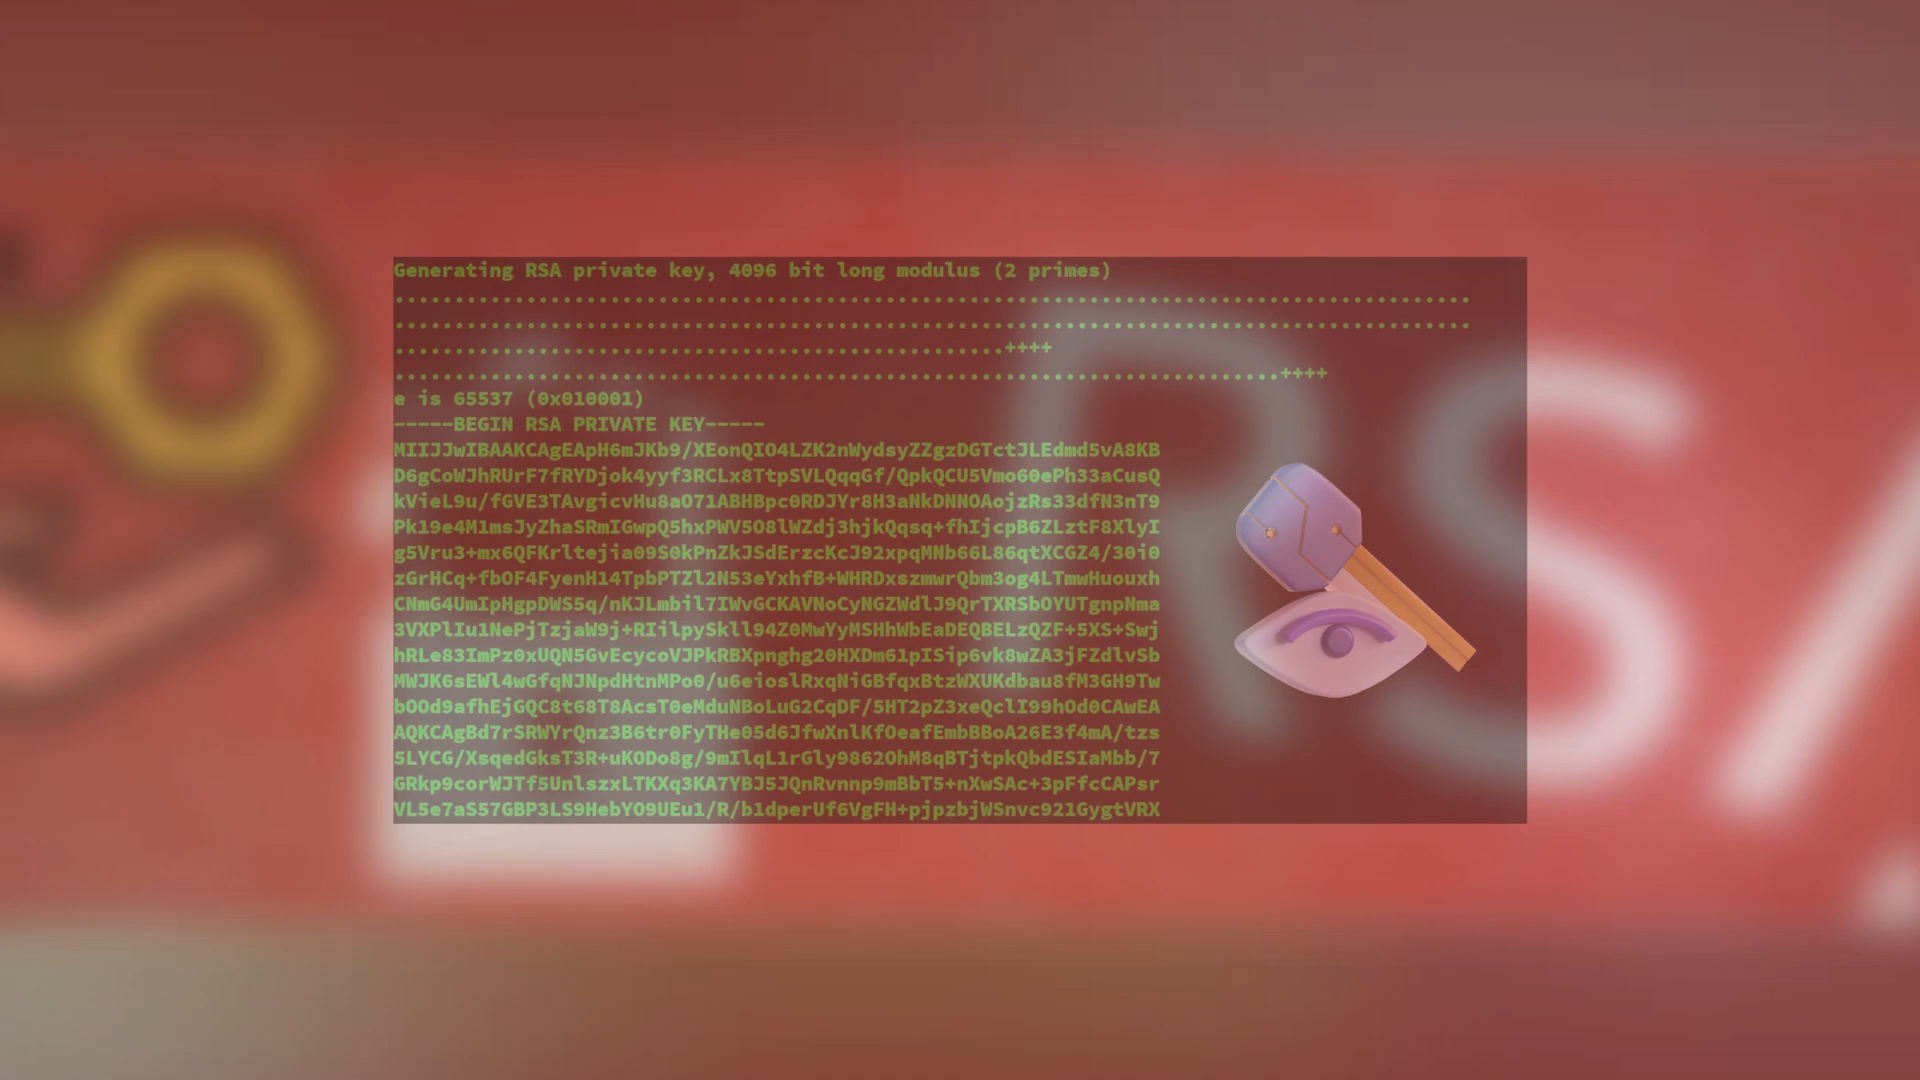 Generating RSA private key, 4096 bit long modulus (2 primes)
..........................................................................................
..........................................................................................
...................................................++++
..........................................................................++++
e is 65537 (0x010001)
-----BEGIN RSA PRIVATE KEY-----
MIIJJwIBAAKCAgEApH6mJKb9/XEonQIO4LZK2nWydsyZZgzDGTctJLEdmd5vA8KB
D6gCoWJhRUrF7fRYDjok4yyf3RCLx8TtpSVLQqqGf/QpkQCU5Vmo60ePh33aCusQ
kVieL9u/fGVE3TAvgicvHu8aO71ABHBpc0RDJYr8H3aNkDNNOAojzRs33dfN3nT9
Pk19e4M1msJyZhaSRmIGwpQ5hxPWV5O8lWZdj3hjkQqsq+fhIjcpB6ZLztF8XlyI
g5Vru3+mx6QFKrltejia09S0kPnZkJSdErzcKcJ92xpqMNb66L86qtXCGZ4/30i0
zGrHCq+fbOF4FyenH14TpbPTZl2N53eYxhfB+WHRDxszmwrQbm3og4LTmwHuouxh
CNmG4UmIpHgpDWS5q/nKJLmbil7IWvGCKAVNoCyNGZWdlJ9QrTXRSbOYUTgnpNma
3VXPlIu1NePjTzjaW9j+RIilpySkll94Z0MwYyMSHhWbEaDEQBELzQZF+5XS+Swj
hRLe83ImPz0xUQN5GvEcycoVJPkRBXpnghg20HXDm61pISip6vk8wZA3jFZdlvSb
MWJK6sEWl4wGfqNJNpdHtnMPo0/u6eioslRxqNiGBfqxBtzWXUKdbau8fM3GH9Tw
bOOd9afhEjGQC8t68T8AcsT0eMduNBoLuG2CqDF/5HT2pZ3xeQclI99hOd0CAwEA
AQKCAgBd7rSRWYrQnz3B6tr0FyTHe05d6JfwXnlKfOeafEmbBBoA26E3f4mA/tzs
5LYCG/XsqedGksT3R+uKODo8g/9mIlqL1rGly9862OhM8qBTjtpkQbdESIaMbb/7
GRkp9corWJTf5UnlszxLTKXq3KA7YBJ5JQnRvnnp9mBbT5+nXwSAc+3pFfcCAPsr
VL5e7aS57GBP3LS9HebYO9UEu1/R/b1dperUf6VgFH+pjpzbjWSnvc921GygtVRX